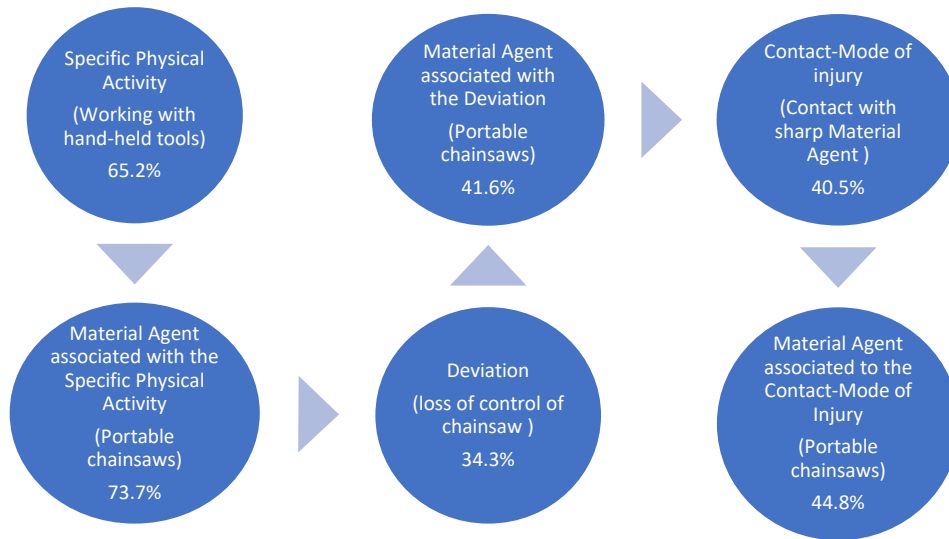 Specific Physical
Activity
(Working with
hand-held tools)
65.2%
Material Agent
associated with the
Specific Physical
Activity
(Portable
chainsaws)
73.7%
Deviation
(loss of control of
chainsaw )
34.3%
Material Agent
associated with
the Deviation
(Portable
chainsaws)
41.6%
Contact-Mode of
injury
(Contact with
sharp Material
Agent )
40.5%
Material Agent
associated to the
Contact-Mode of
Injury
(Portable
chainsaws)
44.8%